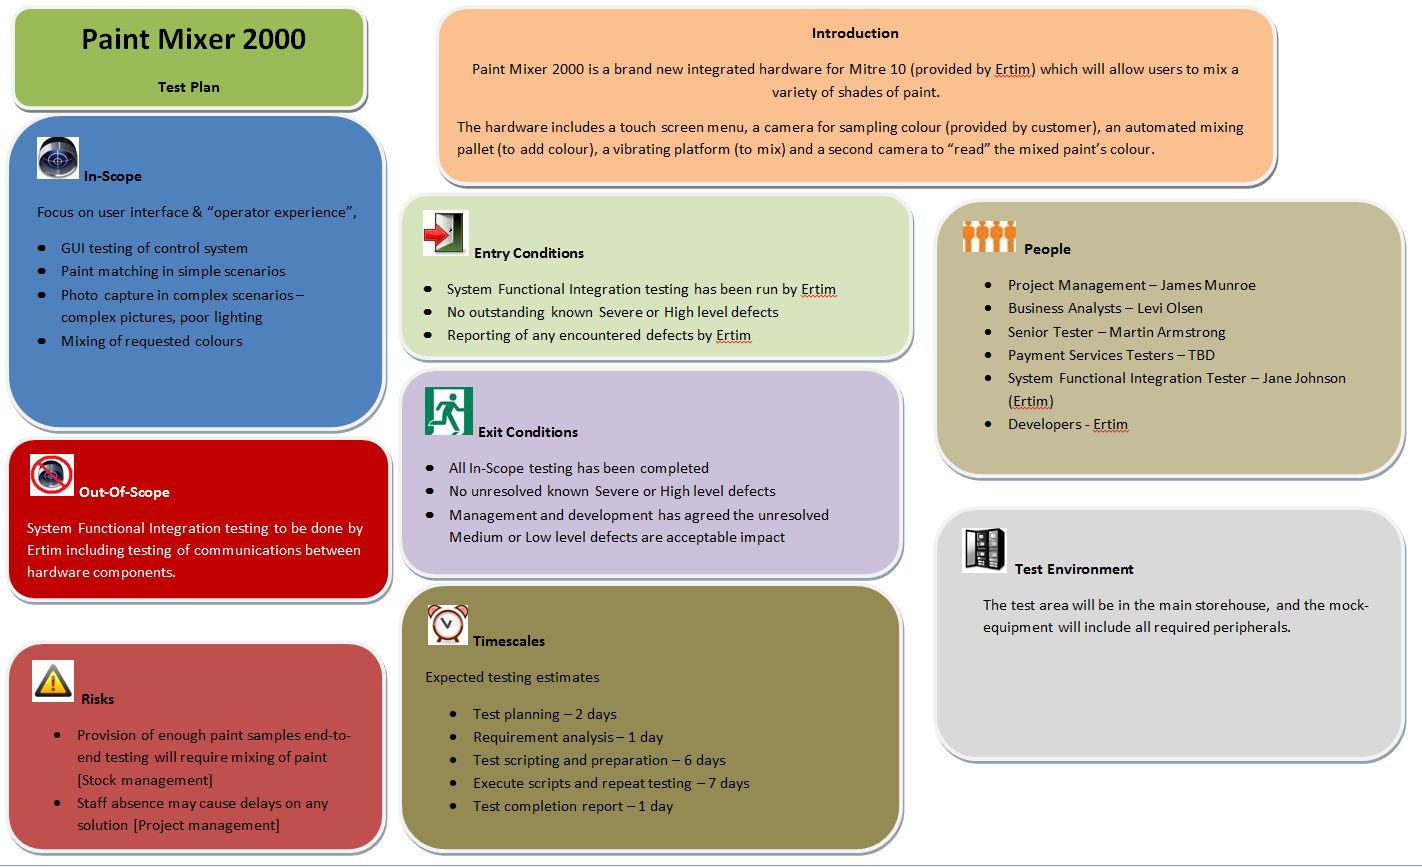 Paint Mixer 2000
Test Plan
Introduction
Paint Mixer 2000 is a brand new integrated hardware for Mitre 10 (provided by Ertim) which will allow users to mix a
variety of shades of paint.
The hardware includes a touch screen menu, a camera for sampling colour (provided by customer), an automated mixing
pallet (to add colour), a vibrating platform (to mix) and a second camera to “read” the mixed paint’s colour.
In-Scope
Focus on user interface & “operator experience”,
● GUI testing of control system
● Paint matching in simple scenarios
● Photo capture in complex scenarios –
complex pictures, poor lighting
● Mixing of requested colours
Out-Of-Scope
System Functional Integration testing to be done by
Ertim including testing of communications between
hardware components.
Risks
● Provision of enough paint samples end-to-
end testing will require mixing of paint
[Stock management]
● Staff absence may cause delays on any
solution [Project management]
Entry Conditions
● System Functional Integration testing has been run by Ertim
● No outstanding known Severe or High level defects
● Reporting of any encountered defects by Ertim
Exit Conditions
● All In-Scope testing has been completed
● No unresolved known Severe or High level defects
● Management and development has agreed the unresolved
Medium or Low level defects are acceptable impact
Timescales
Expected testing estimates
● Test planning – 2 days
● Requirement analysis – 1 day
● Test scripting and preparation – 6 days
● Execute scripts and repeat testing – 7 days
● Test completion report – 1 day
People
● Project Management – James Munroe
● Business Analysts – Levi Olsen
● Senior Tester – Martin Armstrong
● Payment Services Testers – TBD
● System Functional Integration Tester – Jane Johnson
(Ertim)
● Developers - Ertim
Test Environment
The test area will be in the main storehouse, and the mock-
equipment will include all required peripherals.